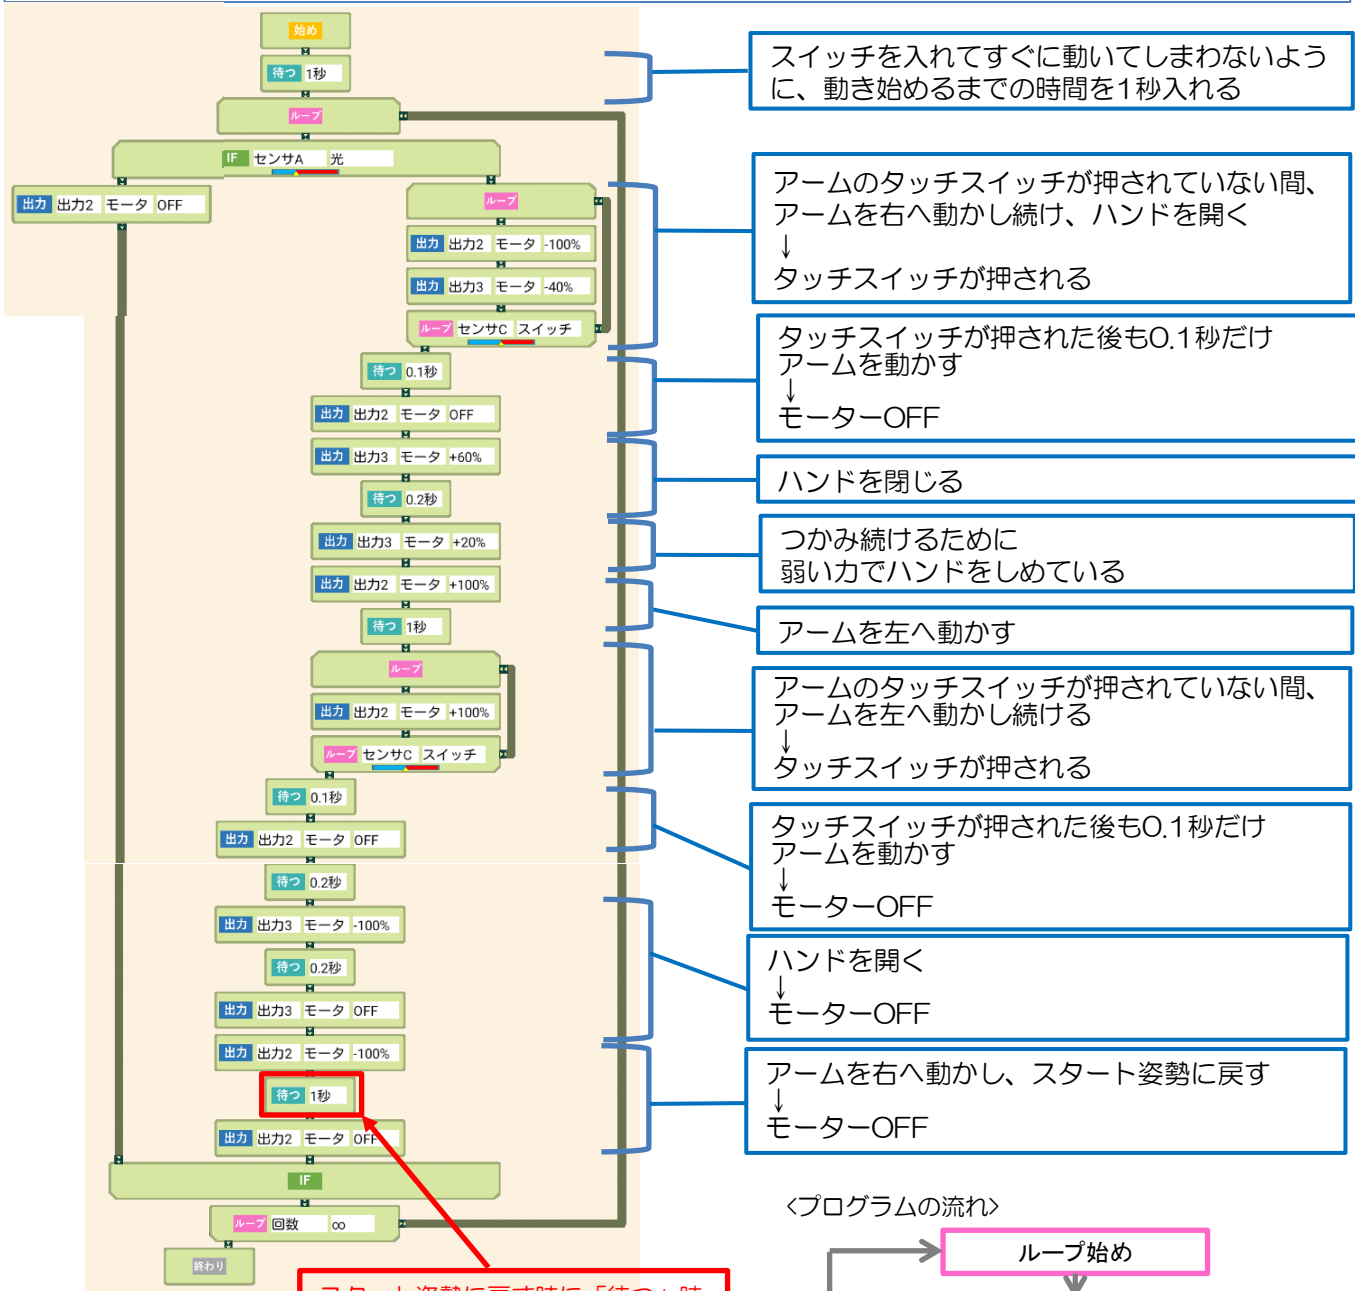 始め
待つ 1秒
ループ
IF センサA 光
出力 出力2 モータ OFF
ループ
出力 出力2 モータ -100%
出力 出力3 モータ -40%
ループ センサC スイッチ
待つ 0.1秒
出力 出力2 モータ OFF
出力 出力3 モータ +60%
待つ 0.2秒
出力 出力3 モータ +20%
出力 出力2 モータ +100%
待つ 1秒
ループ
出力 出力2 モータ +100%
ループ センサC スイッチ
待つ 0.1秒
出力 出力2 モータ OFF
待つ 0.2秒
出力 出力3 モータ -100%
待つ 0.2秒
出力 出力3 モータ OFF
出力 出力2 モータ -100%
待つ 1秒
出力 出力2 モータ OFF
IF
ループ 回数 ∞
終わり
スイッチを入れてすぐに動いてしまわないよう
に、動き始めるまでの時間を1秒入れる
アームのタッチスイッチが押されていない間、
アームを右へ動かし続け、ハンドを開く
↓
タッチスイッチが押される
タッチスイッチが押された後も0.1秒だけ
アームを動かす
↓
モーターOFF
ハンドを閉じる
つかみ続けるために
弱い力でハンドをしめている
アームを左へ動かす
アームのタッチスイッチが押されていない間、
アームを左へ動かし続ける
↓
タッチスイッチが押される
タッチスイッチが押された後も0.1秒だけ
アームを動かす
↓
モーターOFF
ハンドを開く
↓
モーターOFF
アームを右へ動かし、スタート姿勢に戻す
↓
モーターOFF
スタート姿勢に戻す時に「待つ」時
<プログラムの流れ>
ループ始め